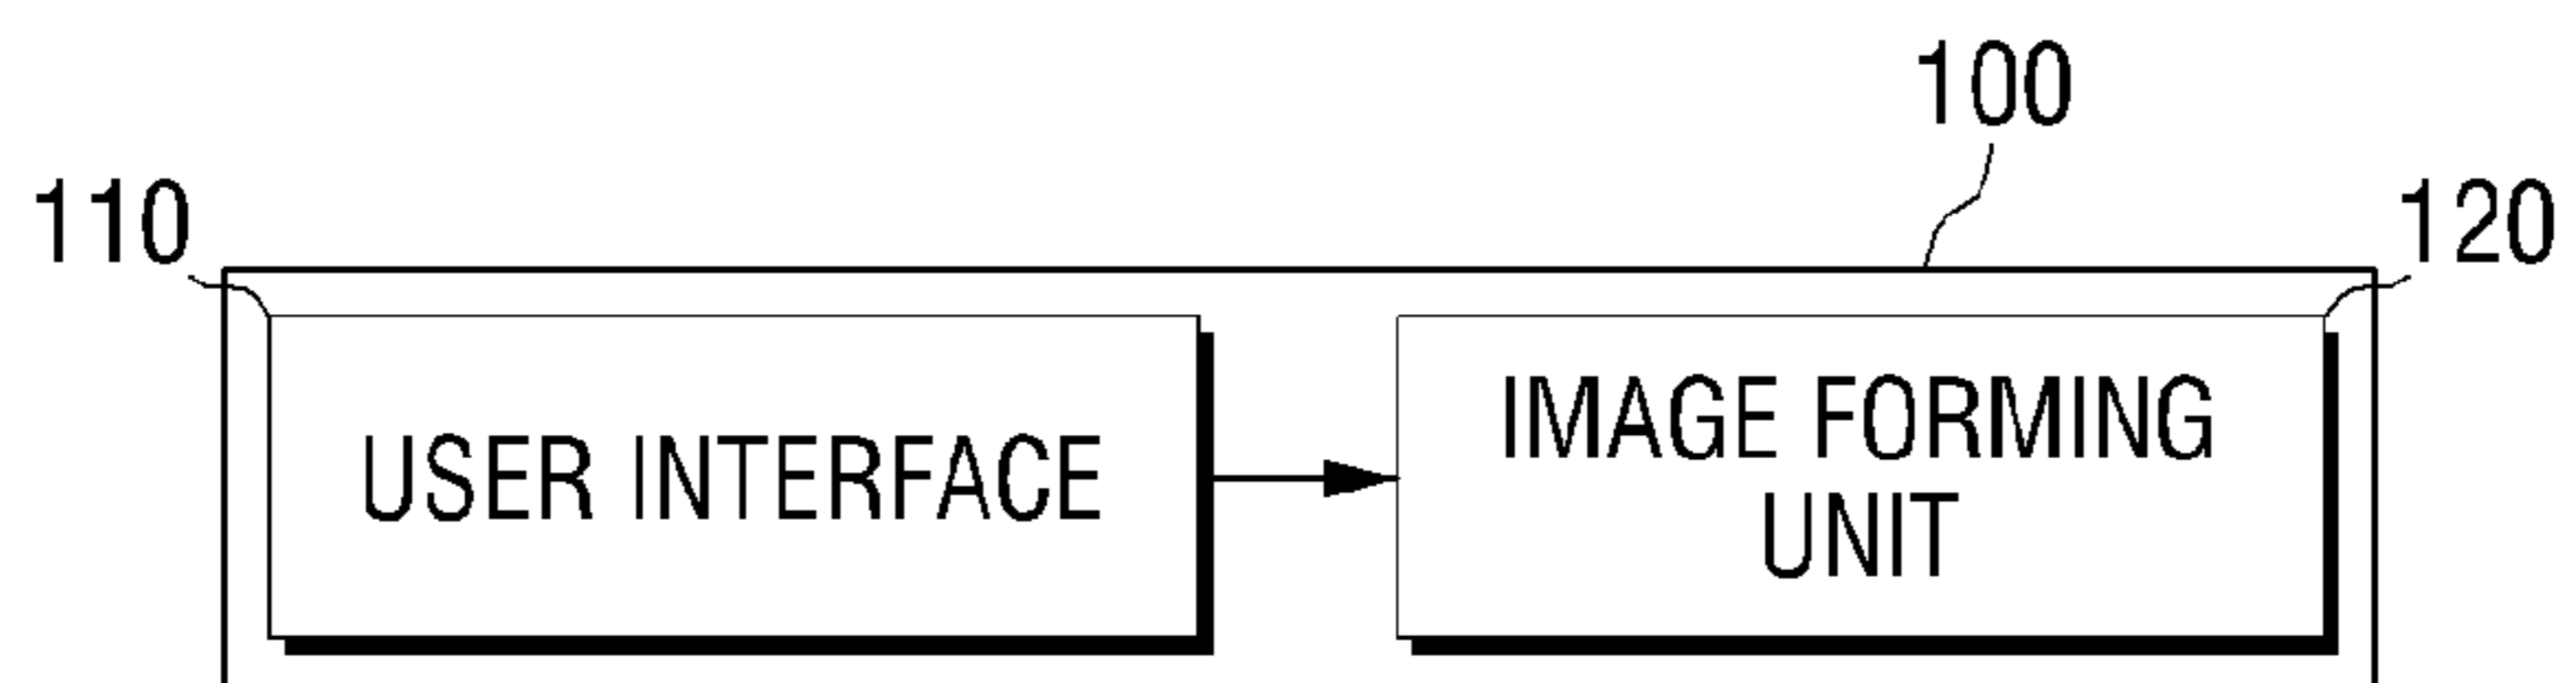 100
110
120
USER INTERFACE
IMAGE FORMING
UNIT